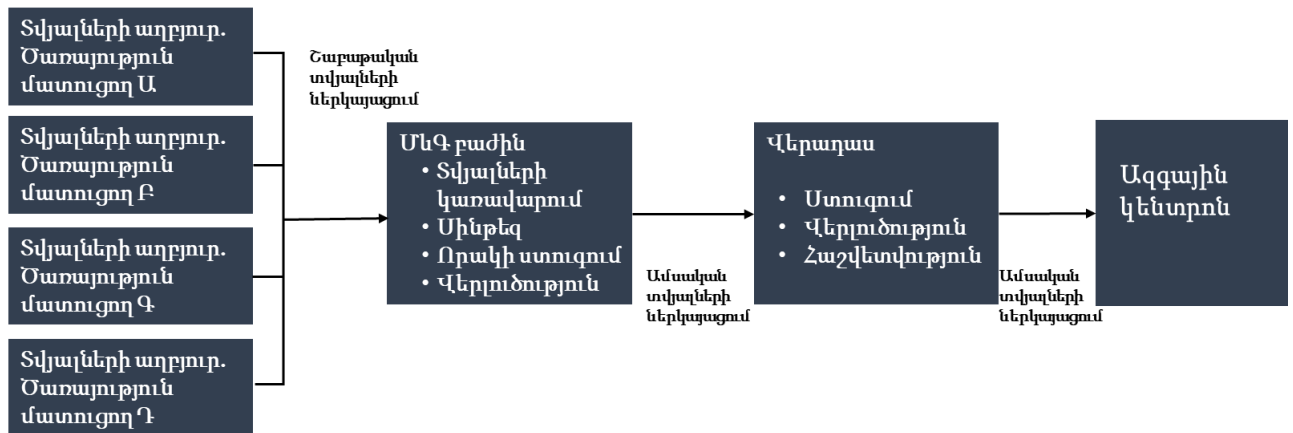 Տվյալների աղբյուր.
Ծառայություն
մատուցող Ա
Տվյալների աղբյուր.
Ծառայություն
մատուցող Բ
Տվյալների աղբյուր.
Ծառայություն
մատուցող Գ
Տվյալների աղբյուր.
Ծառայություն
մատուցող Դ
Շաբաթական
տվյալների
ներկայացում
ՄևԳ բաժին
• Տվյալների
կառավարում
• Սինթեզ
• Որակի ստուգում
• Վերլուծություն
Ամսական
տվյալների
ներկայացում
Վերադաս
• Ստուգում
• Վերլուծություն
• Հաշվետվություն
Ամսական
տվյալների
ներկայացում
Ազգային
կենտրոն